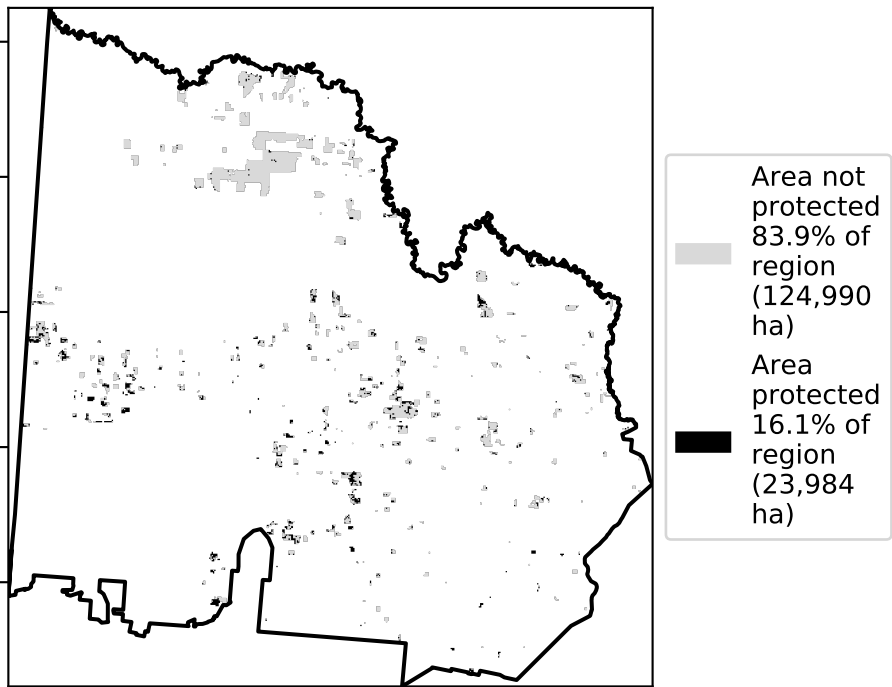 Area not
protected
83.9% of
region
(124,990
ha)
Area
protected
16.1% of
region
(23,984
ha)